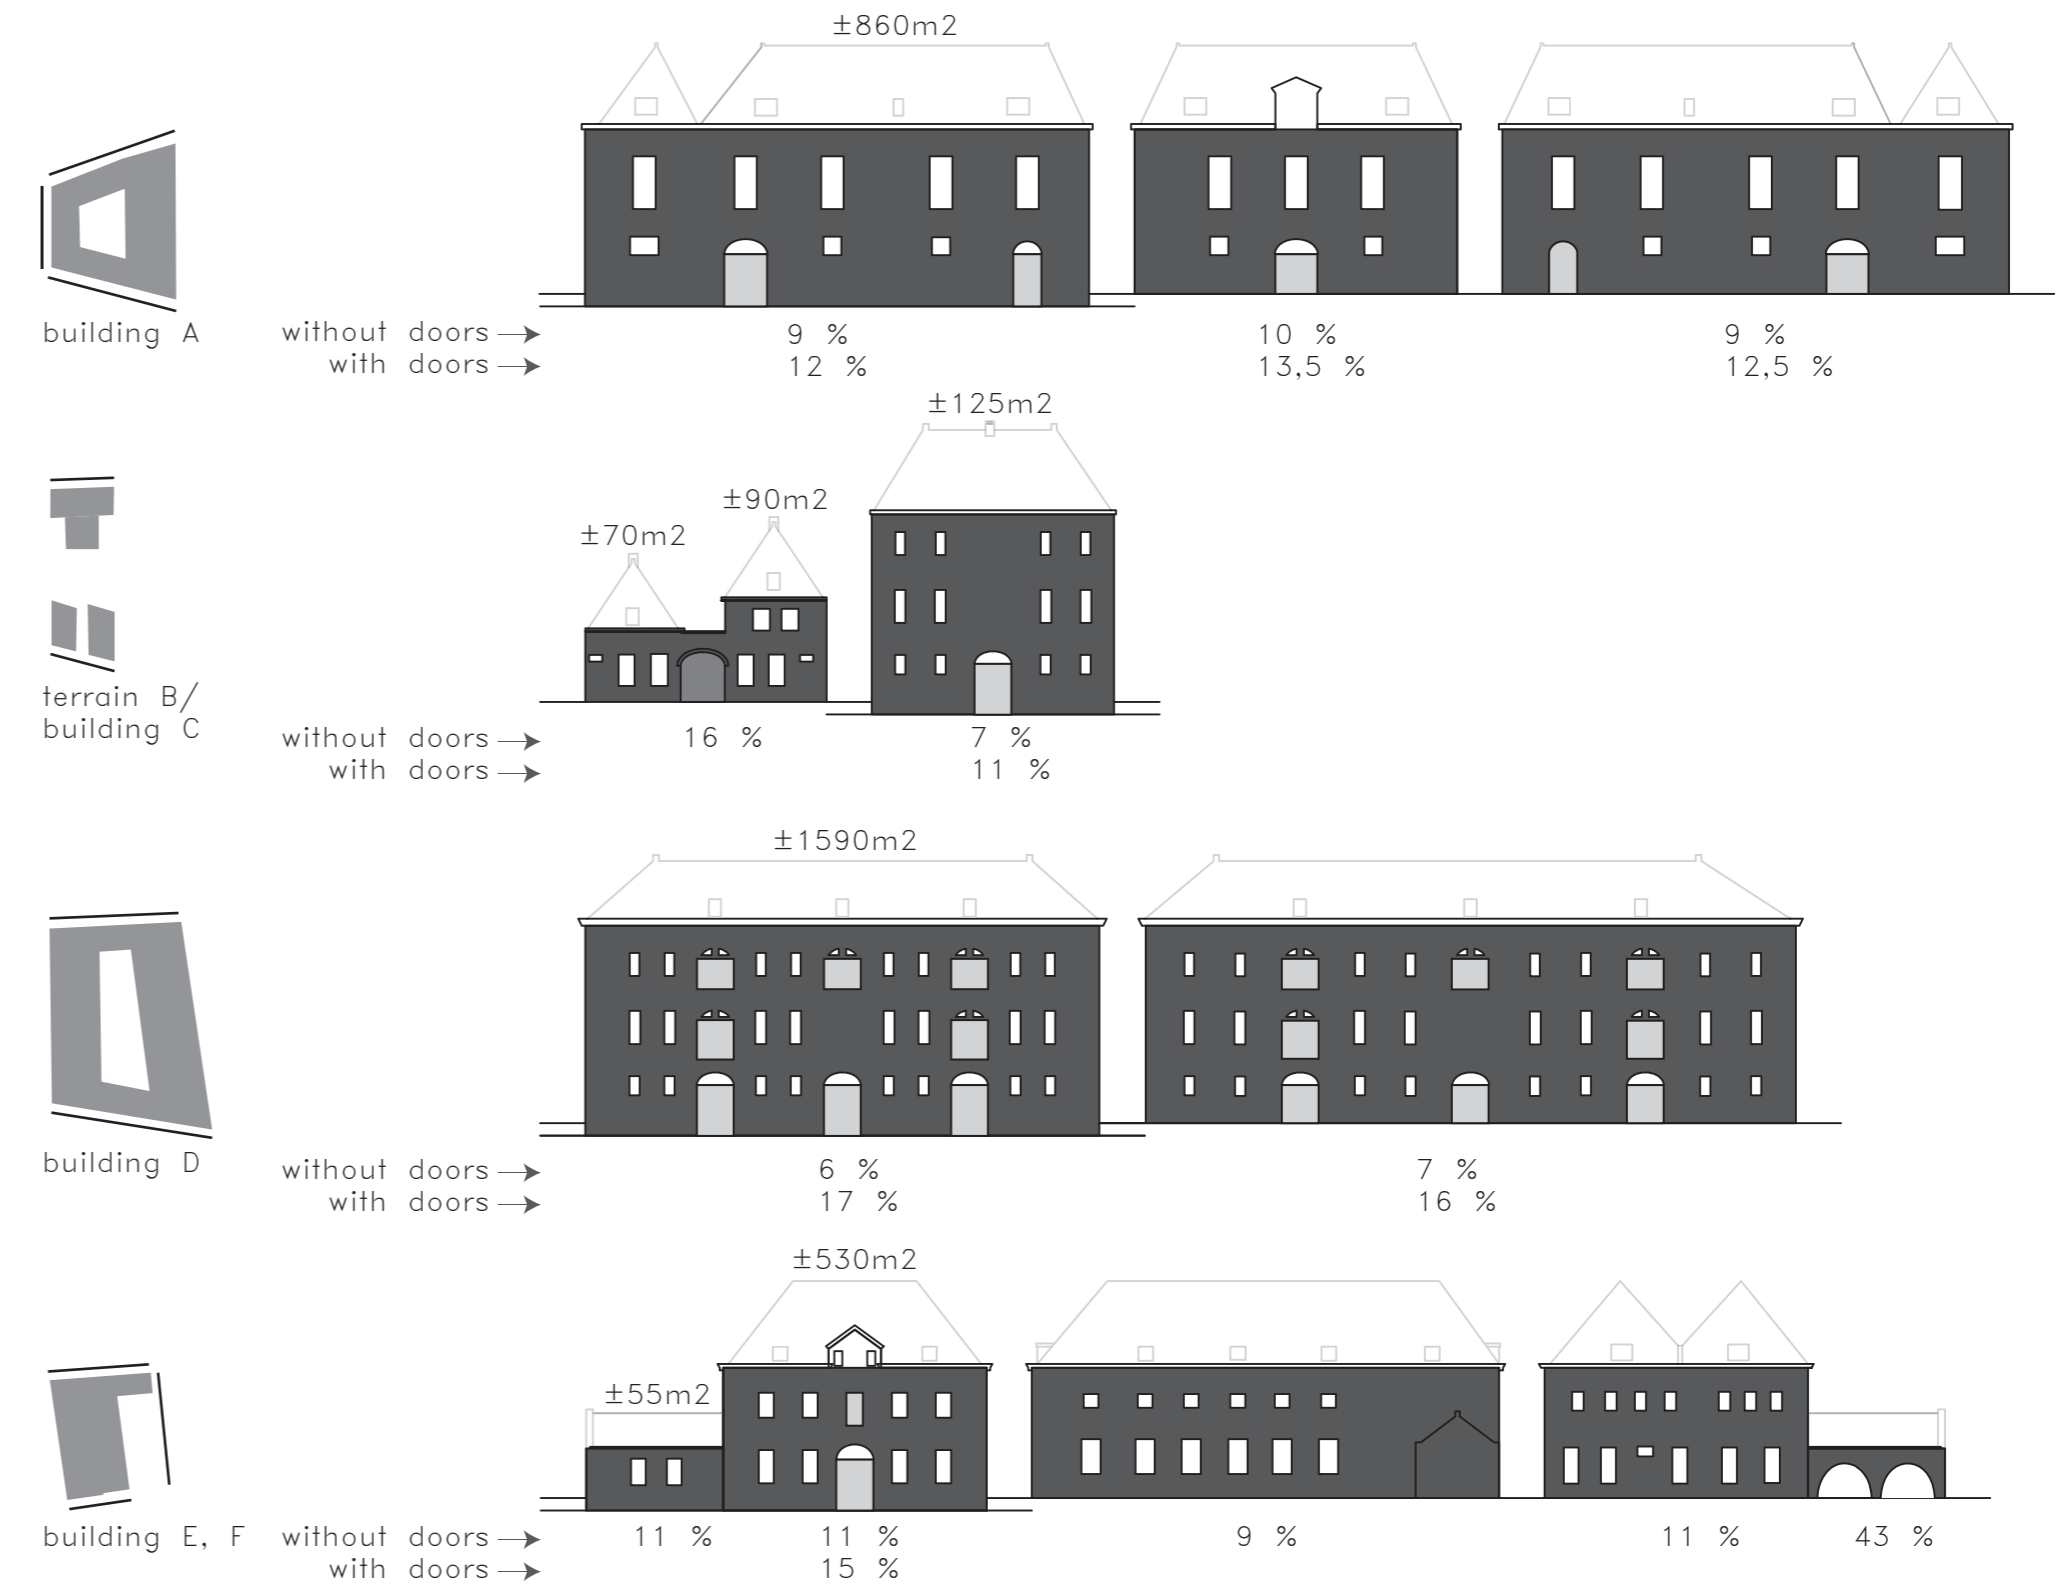 ±860m2
building A
without doors 9 % 10 % 9 %
with doors 12 % 13,5 % 12,5 %
±125m2
±90m2
±70m2
terrain B/
building C
without doors 16 % 7 %
with doors 11 %
±1590m2
building D
without doors 6 % 7 %
with doors 17 % 16 %
±530m2
±55m2
building E, F without doors 11 % 11 % 9 % 11 % 43 %
with doors 15 %